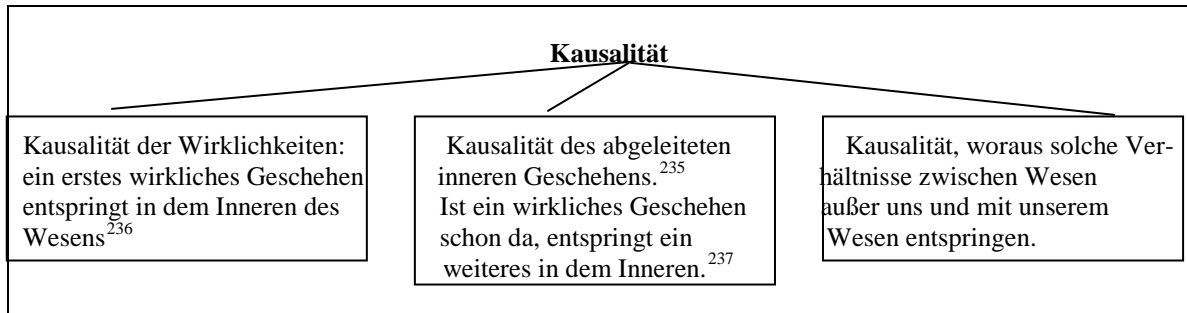 Kausalität
Kausalität der Wirklichkeiten:
ein erstes wirkliches Geschehen
entspringt in dem Inneren des
Wesens236
Kausalität des abgeleiteten
inneren Geschehens.235
Ist ein wirkliches Geschehen
schon da, entspringt ein
weiteres in dem Inneren.237
Kausalität, woraus solche Ver-
hältnisse zwischen Wesen
außer uns und mit unserem
Wesen entspringen.